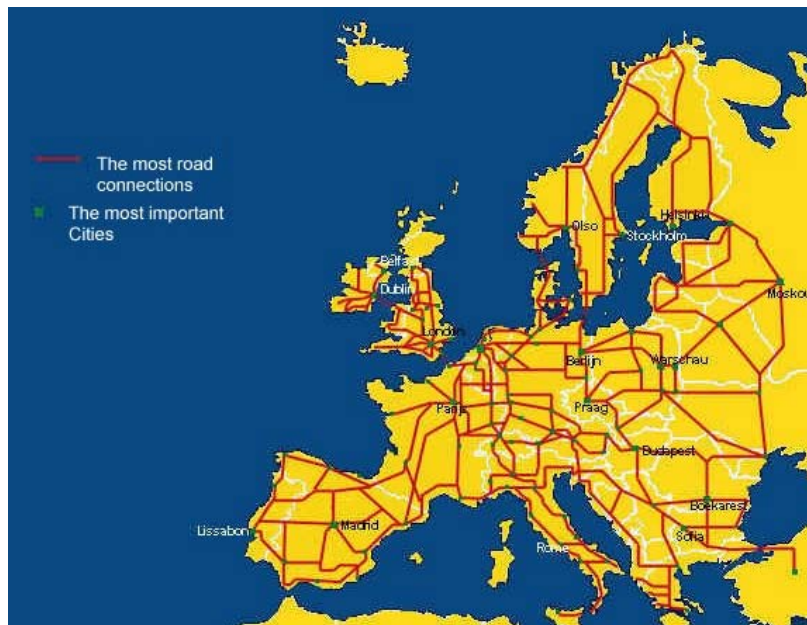 The most road
connections
The most important
Cities
Helsinki
Olso
Stockholm
Belfast
Dublin
Moskou
London
Berlijn
Warschau
Parijs
Praag
Budapest
Boekarest
Lissabon
Madrid
Sofia
Rome